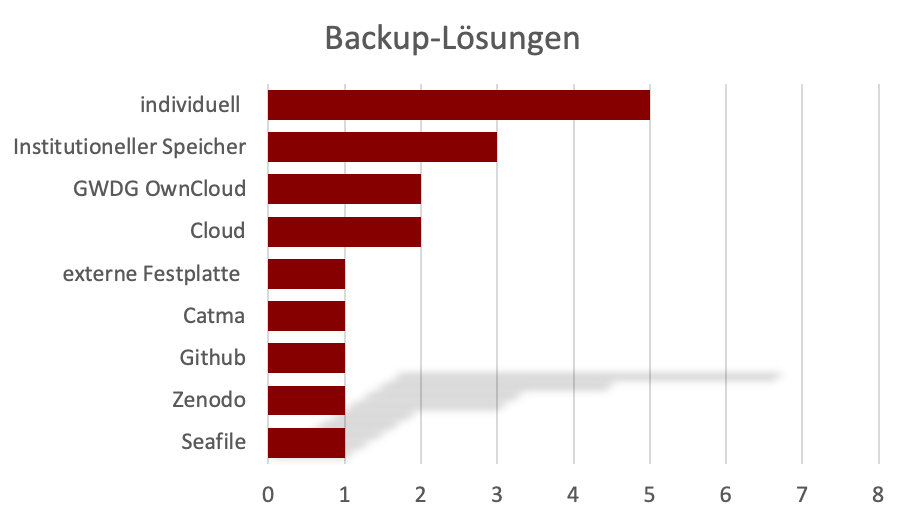 Backup-Lösungen
individuell
Institutioneller Speicher
GWDG OwnCloud
Cloud
externe Festplatte
Catma
Github
Zenodo
Seafile
0 1 2 3 4 5 6 7 8